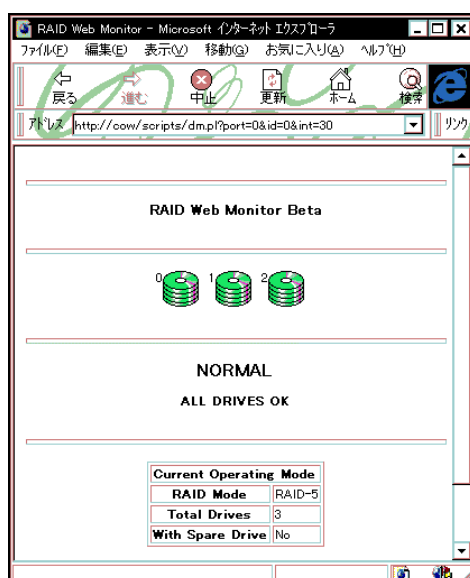 RAID Web Monitor - Microsoft インターネット エクスプローラ
ファイル(F) 編集(E) 表示(V) 移動(G) お気に入り(A) ヘルプ(H)
戻る 進む 中止 更新 ホーム 検索
アドレス http://cow/scripts/dm.pl?port=0&id=0&int=30 リンク
RAID Web Monitor Beta
0 1 2
NORMAL
ALL DRIVES OK
Current Operating Mode
RAID Mode RAID-5
Total Drives 3
With Spare Drive No